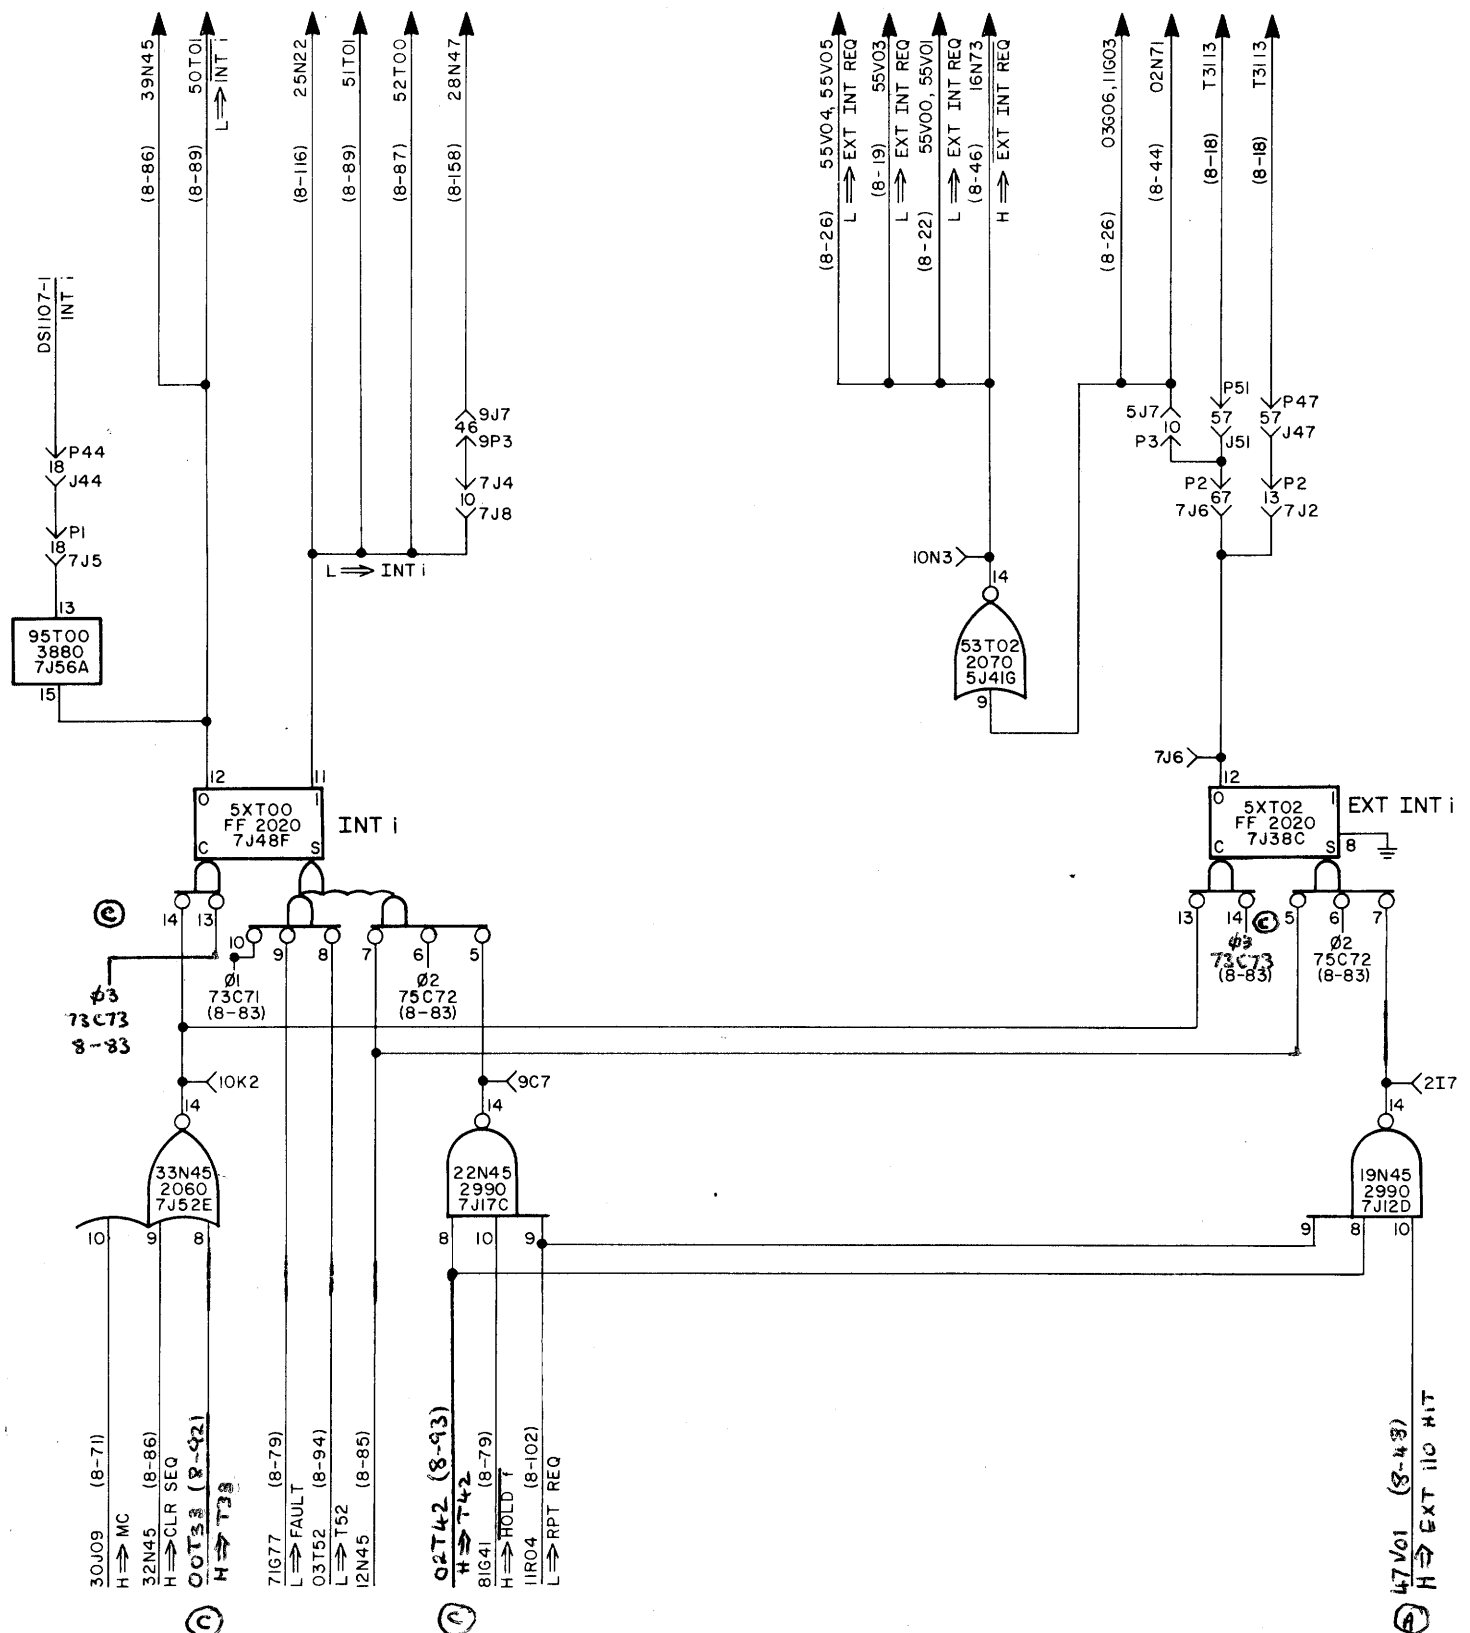 39N45
(8-86)
50T01
(8-89)
L⟹INT i
25N22
(8-116)
51T01
(8-89)
52T00
(8-87)
28N47
(8-158)
55V04, 55V05
(8-26)
L⟹EXT INT REQ
55V03
(8-19)
L⟹EXT INT REQ
55V00, 55V01
(8-22)
L⟹EXT INT REQ
16N73
(8-46)
H⟹EXT INT REQ
03G06, 11G03
(8-26)
02N71
(8-44)
T3113
(8-18)
T3113
(8-18)
DS1107-1
INT i
P44
18
J44
P1
18
7J5
13
95T00
3880
7J56A
15
9J7
46
9P3
7J4
10
7J8
L⟹INT i
5J7
10
P3
P51
57
J51
P47
57
J47
P2
67
7J6
P2
13
7J2
10N3
14
53T02
2070
5J41G
9
7J6
12
12
11
O
I
5XT00
FF 2020
7J48F
C
S
INT i
O
I
5XT02
FF 2020
7J38C
C
S
8
EXT INT i
C
14
13
10
9
8
7
6
5
Ø3
73C73
8-83
Ø1
73C71
(8-83)
Ø2
75C72
(8-83)
13
14
C
5
6
7
Ø3
73C73
(8-83)
Ø2
75C72
(8-83)
10K2
14
9C7
14
2I7
14
33N45
2060
7J52E
22N45
2990
7J17C
19N45
2990
7J12D
10
9
8
8
10
9
9
8
10
30J09 (8-71)
H⟹MC
32N45 (8-86)
H⟹CLR SEQ
00T33 (8-92)
H⟹T33
71G77 (8-79)
L⟹FAULT
03T52 (8-94)
L⟹T52
12N45 (8-85)
02T42 (8-93)
H⟹T42
81G41 (8-79)
H⟹HOLD f
11R04 (8-102)
L⟹RPT REQ
47V01 (8-43)
H⟹EXT i10 HIT
C
C
A